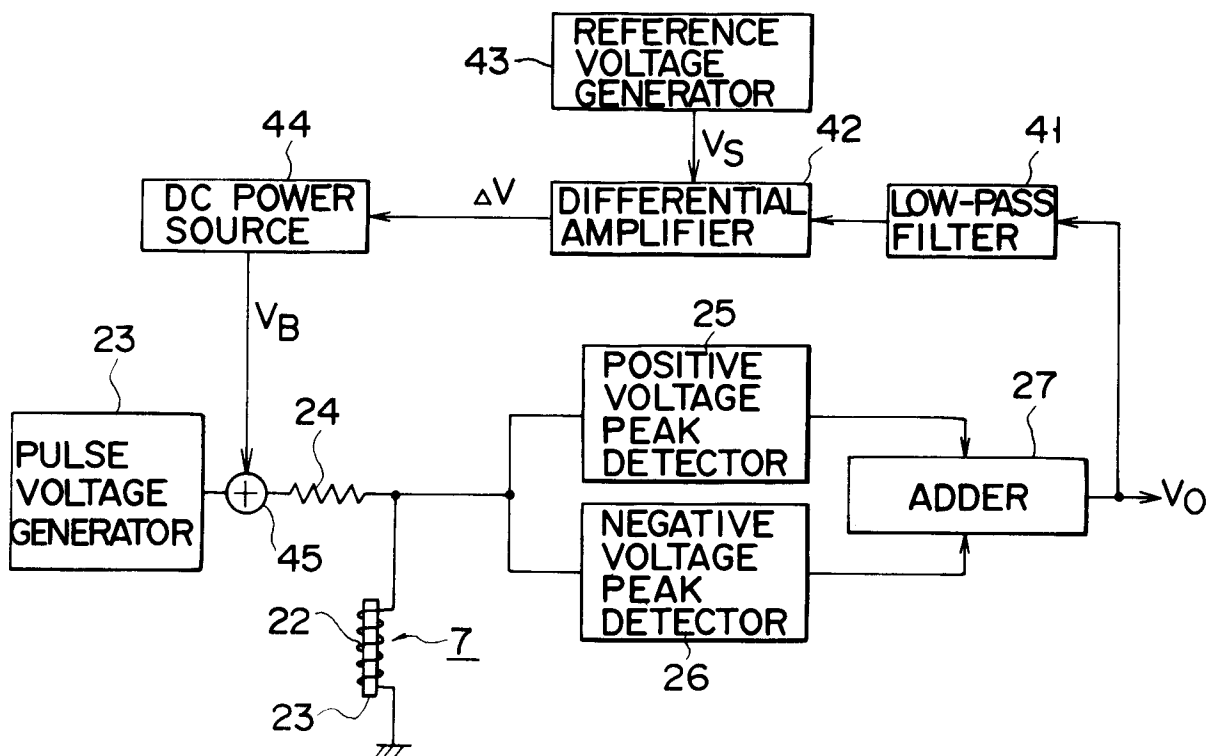 REFERENCE
VOLTAGE
GENERATOR
43
44
VS
42
41
DC POWER
SOURCE
ΔV
DIFFERENTIAL
AMPLIFIER
LOW-PASS
FILTER
VB
23
25
POSITIVE
VOLTAGE
PEAK
DETECTOR
27
24
PULSE
VOLTAGE
GENERATOR
+
45
ADDER
VO
NEGATIVE
VOLTAGE
PEAK
DETECTOR
22
7
26
23